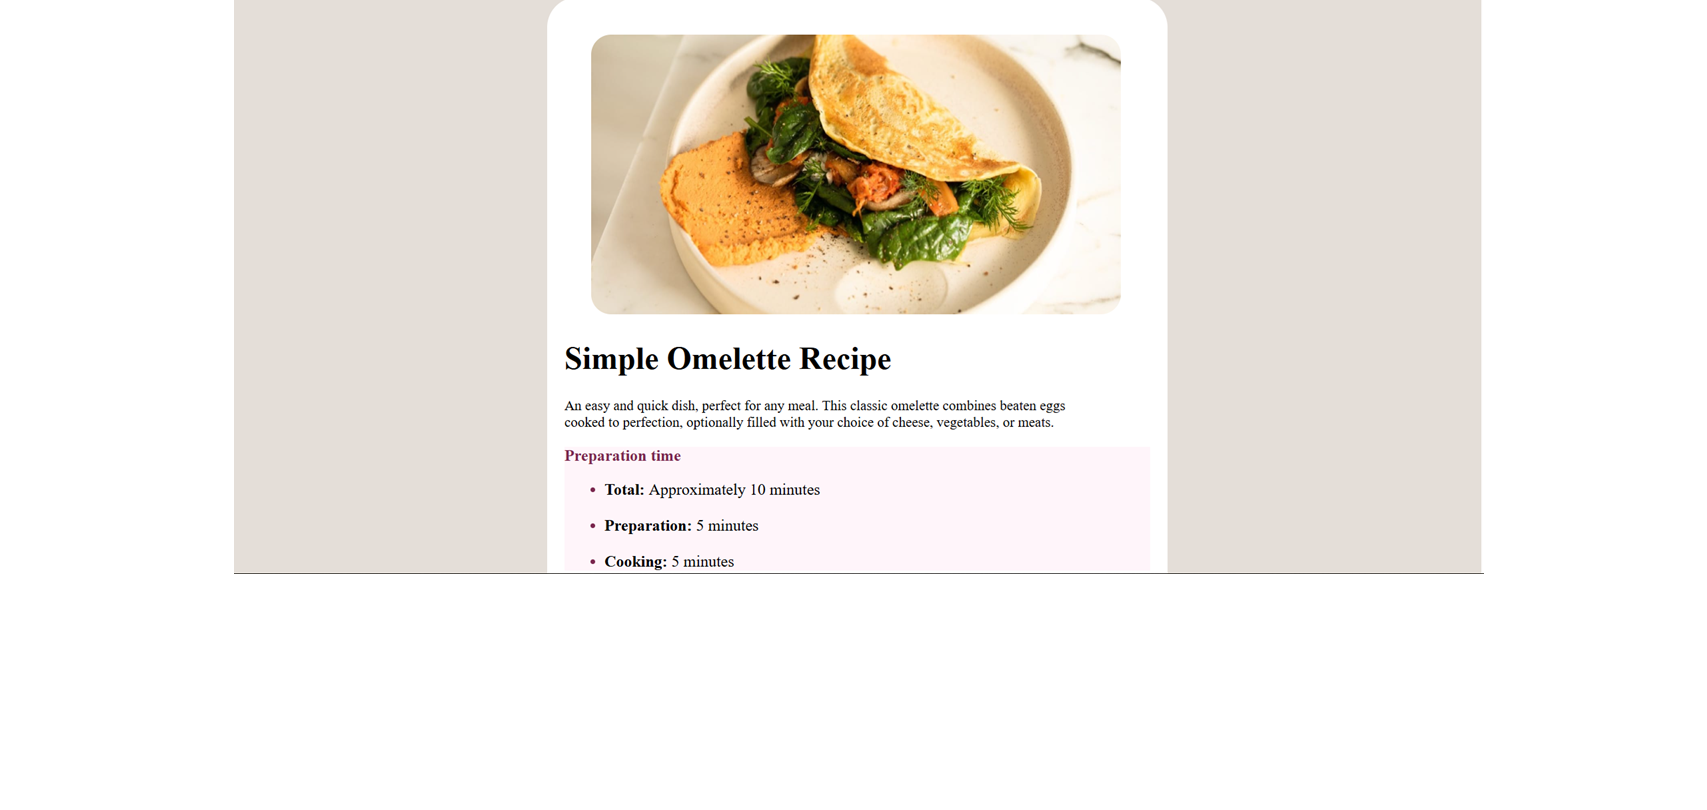 Simple Omelette Recipe
An easy and quick dish, perfect for any meal. This classic omelette combines beaten eggs
cooked to perfection, optionally filled with your choice of cheese, vegetables, or meats.
Preparation time
• Total: Approximately 10 minutes
• Preparation: 5 minutes
• Cooking: 5 minutes